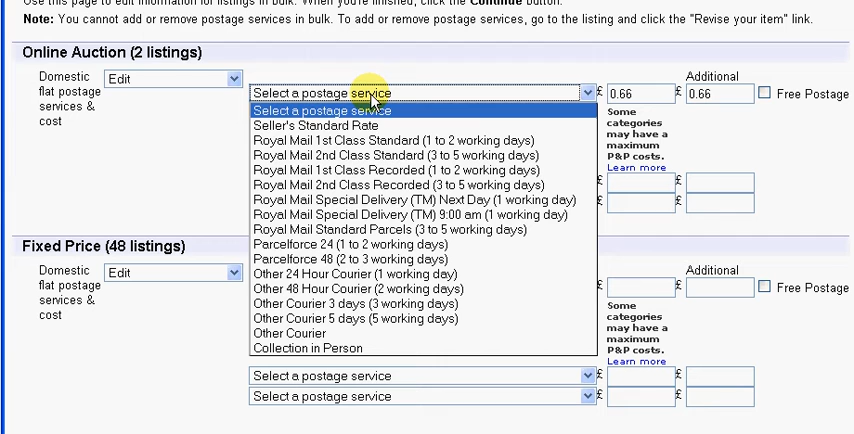 Use this page to edit information for listings in bulk. When you're finished, click the Continue button.
Note: You cannot add or remove postage services in bulk. To add or remove postage services, go to the listing and click the "Revise your item" link.
Online Auction (2 listings)
Domestic flat postage services & cost
Edit
Select a postage service
£ 0.66
Additional
£ 0.66
Free Postage
Select a postage service
Seller's Standard Rate
Royal Mail 1st Class Standard (1 to 2 working days)
Royal Mail 2nd Class Standard (3 to 5 working days)
Royal Mail 1st Class Recorded (1 to 2 working days)
Royal Mail 2nd Class Recorded (3 to 5 working days)
Royal Mail Special Delivery (TM) Next Day (1 working day)
Royal Mail Special Delivery (TM) 9:00 am (1 working day)
Royal Mail Standard Parcels (3 to 5 working days)
Parcelforce 24 (1 to 2 working days)
Parcelforce 48 (2 to 3 working days)
Other 24 Hour Courier (1 working day)
Other 48 Hour Courier (2 working days)
Other Courier 3 days (3 working days)
Other Courier 5 days (5 working days)
Other Courier
Collection in Person
Some
categories
may have a
maximum
P&P costs.
Learn more
£ £
£ £
Fixed Price (48 listings)
Domestic
flat postage
services &
cost
Edit
Additional
£ £
Free Postage
Some
categories
may have a
maximum
P&P costs.
Learn more
Select a postage service £ £
Select a postage service £ £